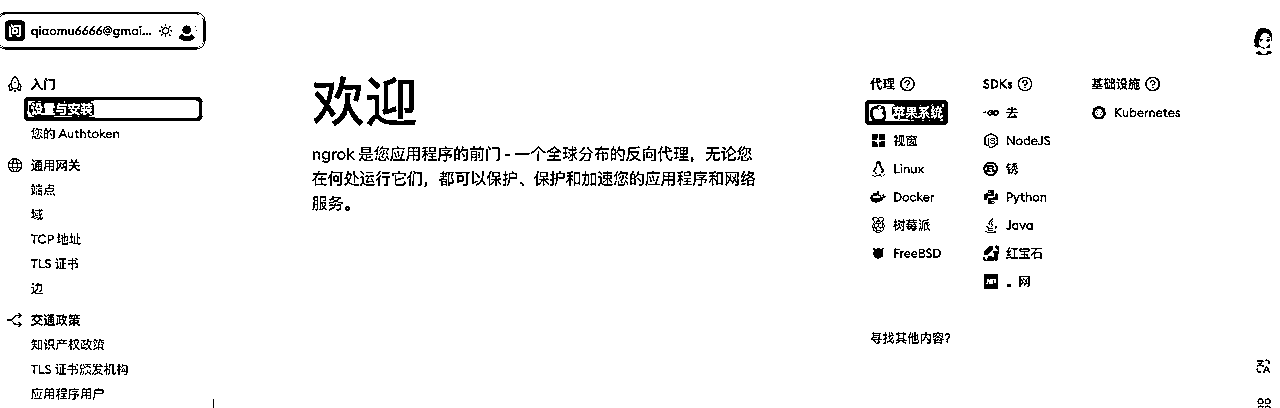 qiaomu6666@gmai...
入门
设置与安装
您的 Authtoken
通用网关
端点
域
TCP 地址
TLS 证书
边
交通政策
知识产权政策
TLS 证书颁发机构
应用程序用户
欢迎
ngrok 是您应用程序的前门 - 一个全球分布的反向代理，无论您
在何处运行它们，都可以保护、保护和加速您的应用程序和网络
服务。
代理
苹果系统
视窗
Linux
Docker
树莓派
FreeBSD
SDKs
去
NodeJS
锈
Python
Java
红宝石
。网
基础设施
Kubernetes
寻找其他内容？